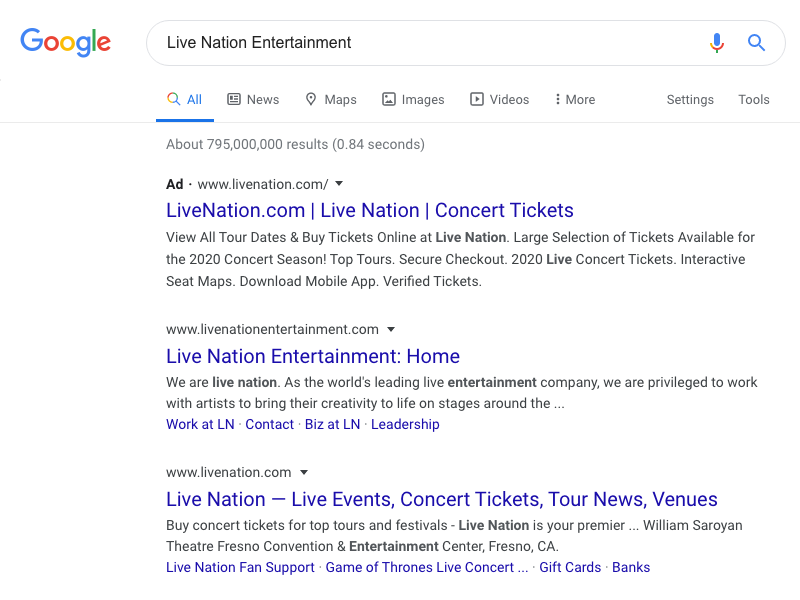 Google
Live Nation Entertainment
All News Maps Images Videos More Settings Tools
About 795,000,000 results (0.84 seconds)
Ad · www.livenation.com/
LiveNation.com | Live Nation | Concert Tickets
View All Tour Dates & Buy Tickets Online at Live Nation. Large Selection of Tickets Available for
the 2020 Concert Season! Top Tours. Secure Checkout. 2020 Live Concert Tickets. Interactive
Seat Maps. Download Mobile App. Verified Tickets.
www.livenationentertainment.com
Live Nation Entertainment: Home
We are live nation. As the world's leading live entertainment company, we are privileged to work
with artists to bring their creativity to life on stages around the ...
Work at LN · Contact · Biz at LN · Leadership
www.livenation.com
Live Nation — Live Events, Concert Tickets, Tour News, Venues
Buy concert tickets for top tours and festivals - Live Nation is your premier ... William Saroyan
Theatre Fresno Convention & Entertainment Center, Fresno, CA.
Live Nation Fan Support · Game of Thrones Live Concert ... · Gift Cards · Banks